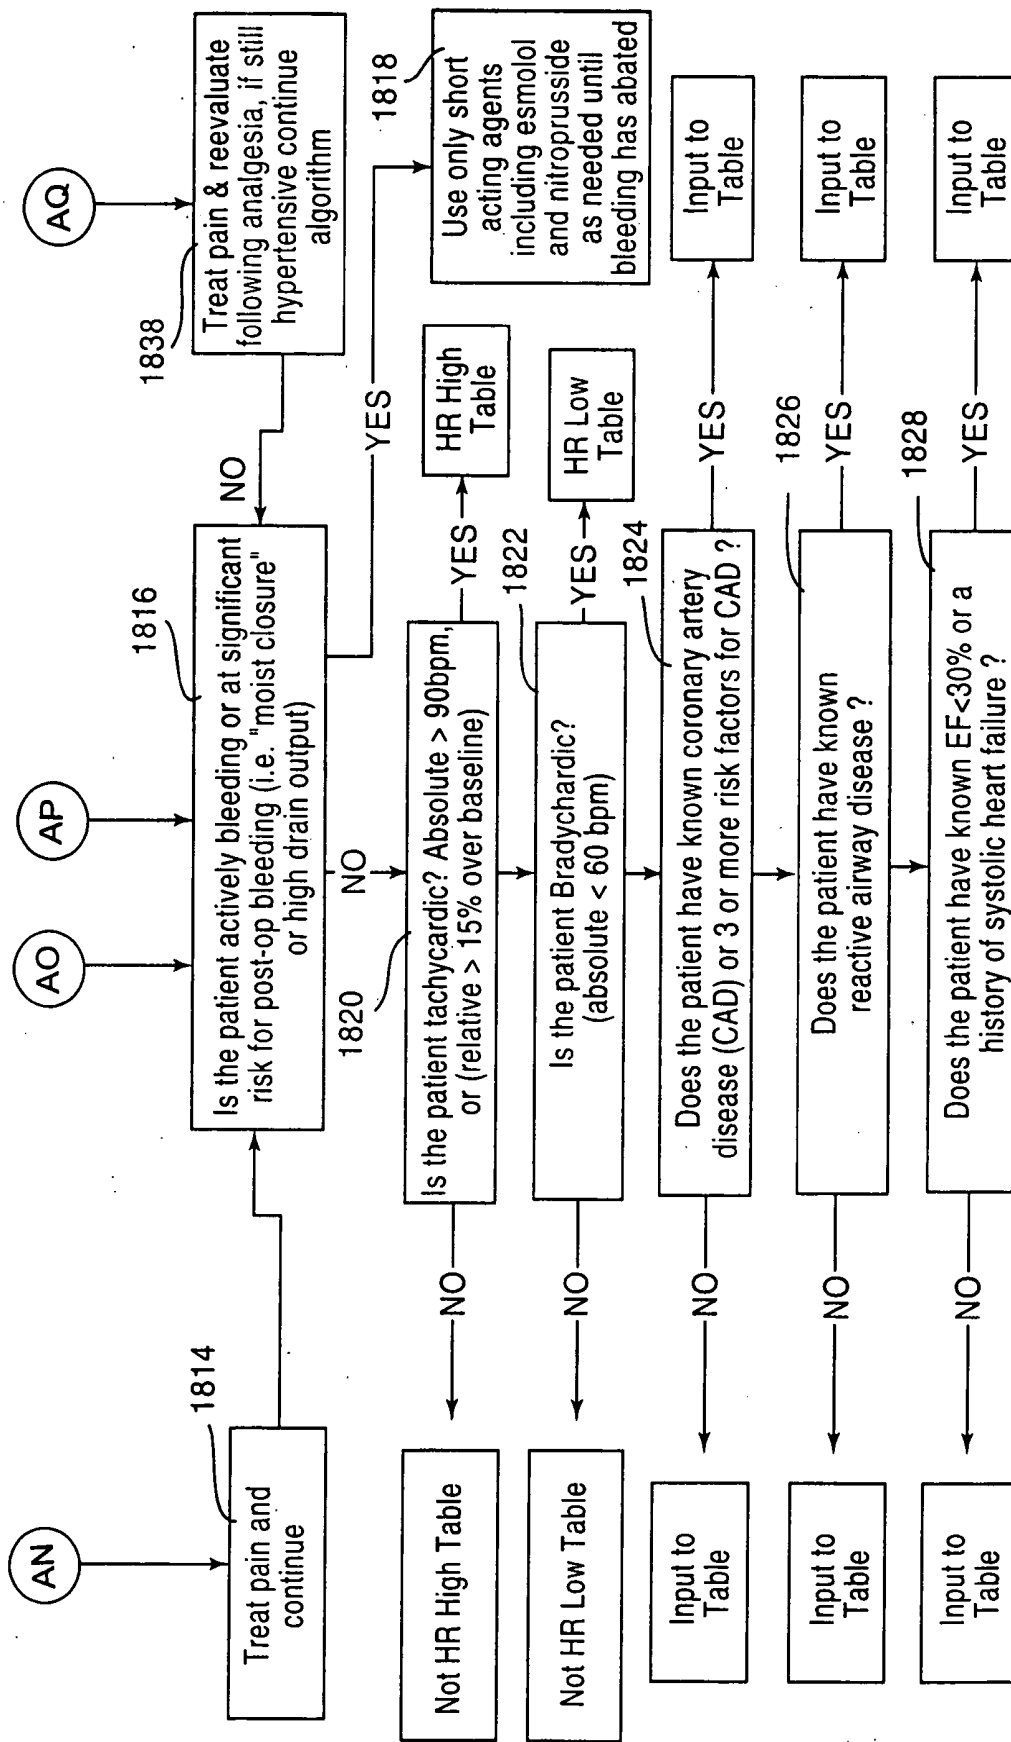 AN
AO
AP
AQ
1814
Treat pain and
continue
1816
Is the patient actively bleeding or at significant
risk for post-op bleeding (i.e. "moist closure"
or high drain output)
NO
1838
Treat pain & reevaluate
following analgesia, if still
hypertensive continue
algorithm
YES
1818
Use only short
acting agents
including esmolol
and nitroprusside
as needed until
bleeding has abated
NO
1820
Is the patient tachycardic? Absolute > 90bpm,
or (relative > 15% over baseline)
NO
Not HR High Table
YES
HR High
Table
1822
Is the patient Bradychardic?
(absolute < 60 bpm)
NO
Not HR Low Table
YES
HR Low
Table
1824
Does the patient have known coronary artery
disease (CAD) or 3 or more risk factors for CAD ?
NO
Input to
Table
YES
Input to
Table
1826
Does the patient have known
reactive airway disease ?
NO
Input to
Table
YES
Input to
Table
1828
Does the patient have known EF<30% or a
history of systolic heart failure ?
NO
Input to
Table
YES
Input to
Table